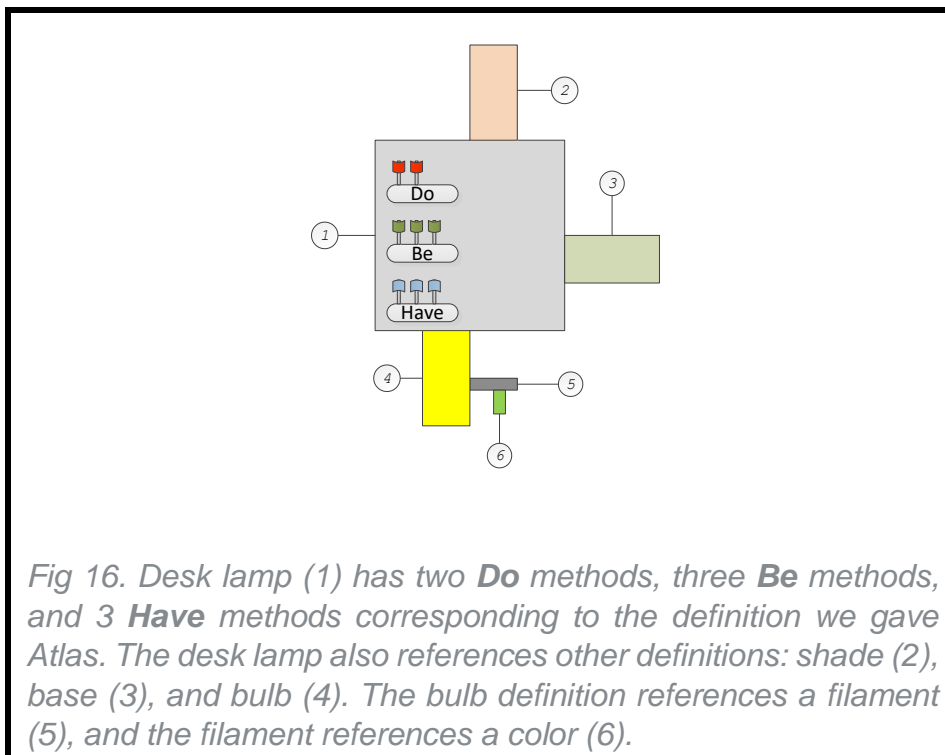 2
Do
3
1
Be
Have
4
5
6
Fig 16. Desk lamp (1) has two Do methods, three Be methods,
and 3 Have methods corresponding to the definition we gave
Atlas. The desk lamp also references other definitions: shade (2),
base (3), and bulb (4). The bulb definition references a filament
(5), and the filament references a color (6).